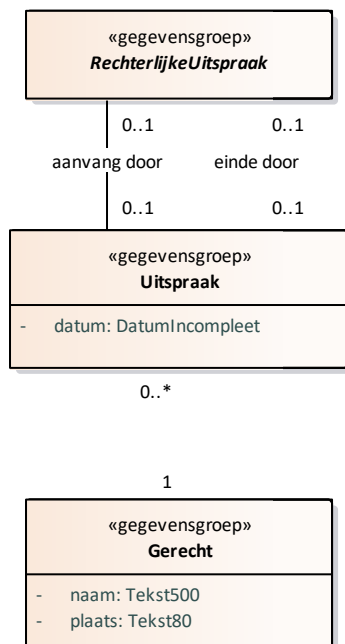 «gegevensgroep»
RechterlijkeUitspraak
0..1 0..1
aanvang door einde door
0..1 0..1
«gegevensgroep»
Uitspraak
- datum: DatumIncompleet
0..*
1
«gegevensgroep»
Gerecht
- naam: Tekst500
- plaats: Tekst80